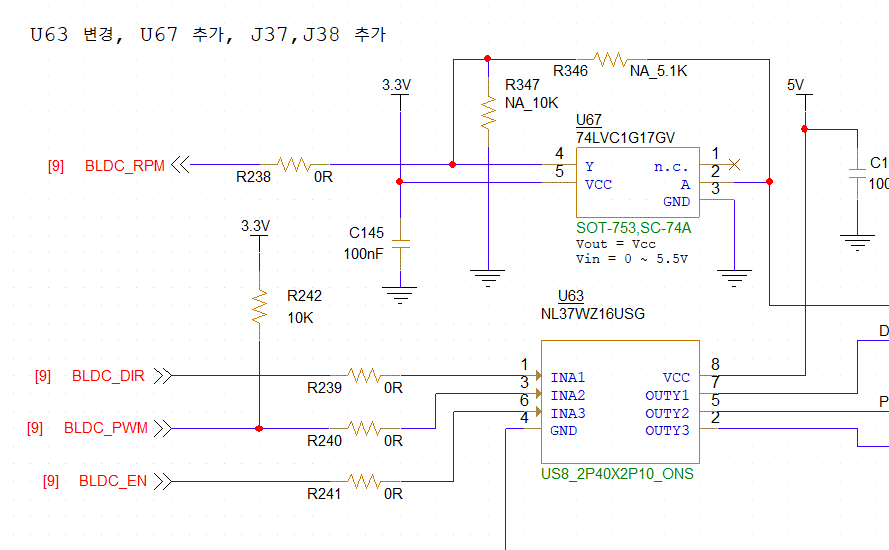 U63 변경, U67 추가, J37,J38 추가
3.3V
R346
NA_5.1K
R347
NA_10K
5V
U67
74LVC1G17GV
[9] BLDC_RPM
R238
0R
4
Y
n.c.
1
5
VCC
A
2
GND
3
SOT-753,SC-74A
Vout = Vcc
Vin = 0 ~ 5.5V
C145
100nF
3.3V
R242
10K
U63
NL37WZ16USG
[9] BLDC_DIR
R239
0R
1
INA1
VCC
8
3
INA2
OUTY1
7
6
INA3
OUTY2
5
4
GND
OUTY3
2
[9] BLDC_PWM
R240
0R
US8_2P40X2P10_ONS
[9] BLDC_EN
R241
0R
C1
100
D
P